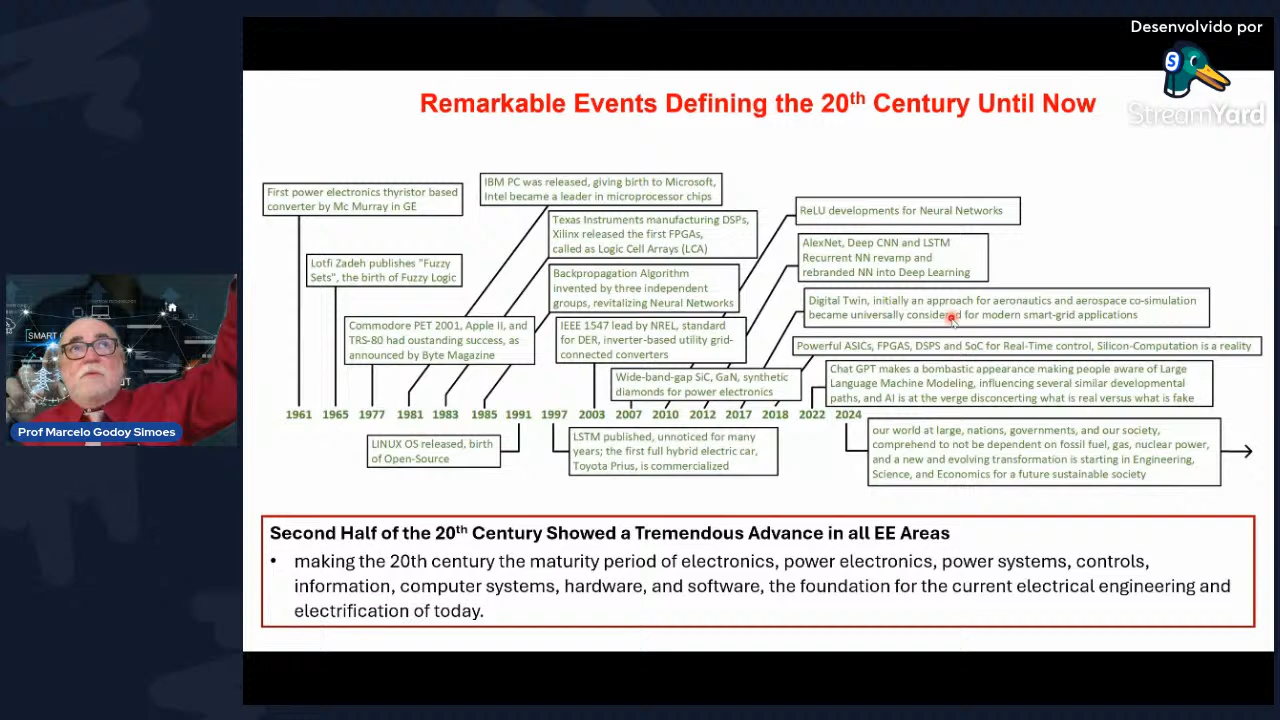 Desenvolvido por
StreamYard
Remarkable Events Defining the 20th Century Until Now
First power electronics thyristor based
converter by Mc Murray in GE
IBM PC was released, giving birth to Microsoft,
Intel became a leader in microprocessor chips
ReLU developments for Neural Networks
Texas Instruments manufacturing DSPs,
Xilinx released the first FPGAs,
called as Logic Cell Arrays (LCA)
AlexNet, Deep CNN and LSTM
Recurrent NN revamp and
rebranded NN into Deep Learning
Lotfi Zadeh publishes "Fuzzy
Sets", the birth of Fuzzy Logic
Backpropagation Algorithm
invented by three independent
groups, revitalizing Neural Networks
Digital Twin, initially an approach for aeronautics and aerospace co-simulation
became universally considered for modern smart-grid applications
Commodore PET 2001, Apple II, and
TRS-80 had oustanding success, as
announced by Byte Magazine
IEEE 1547 lead by NREL, standard
for DER, inverter-based utility grid-
connected converters
Powerful ASICs, FPGAS, DSPS and SoC for Real-Time control, Silicon-Computation is a reality
Wide-band-gap SiC, GaN, synthetic
diamonds for power electronics
Chat GPT makes a bombastic appearance making people aware of Large
Language Machine Modeling, influencing several similar developmental
paths, and AI is at the verge disconcerting what is real versus what is fake
1961 1965 1977 1981 1983 1985 1991 1997 2003 2007 2010 2012 2017 2018 2022 2024
LINUX OS released, birth
of Open-Source
LSTM published, unnoticed for many
years; the first full hybrid electric car,
Toyota Prius, is commercialized
our world at large, nations, governments, and our society,
comprehend to not be dependent on fossil fuel, gas, nuclear power,
and a new and evolving transformation is starting in Engineering,
Science, and Economics for a future sustainable society
SMART G
Prof Marcelo Godoy Simoes
Second Half of the 20th Century Showed a Tremendous Advance in all EE Areas
• making the 20th century the maturity period of electronics, power electronics, power systems, controls,
information, computer systems, hardware, and software, the foundation for the current electrical engineering and
electrification of today.